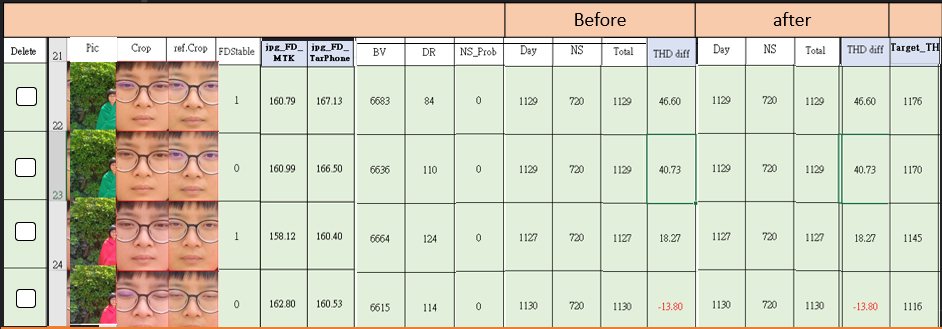 Before after
Delete 21 Pic Crop ref.Crop FDStable jpg_FD_MTK jpg_FD_TarPhone BV DR NS_Prob Day NS Total THD diff Day NS Total THD diff Target_TH
1 160.79 167.13 6683 84 0 1129 720 1129 46.60 1129 720 1129 46.60 1176
22
0 160.99 166.50 6636 110 0 1129 720 1129 40.73 1129 720 1129 40.73 1170
23
1 158.12 160.40 6664 124 0 1127 720 1127 18.27 1127 720 1127 18.27 1145
24
0 162.80 160.53 6615 114 0 1130 720 1130 -13.80 1130 720 1130 -13.80 1116